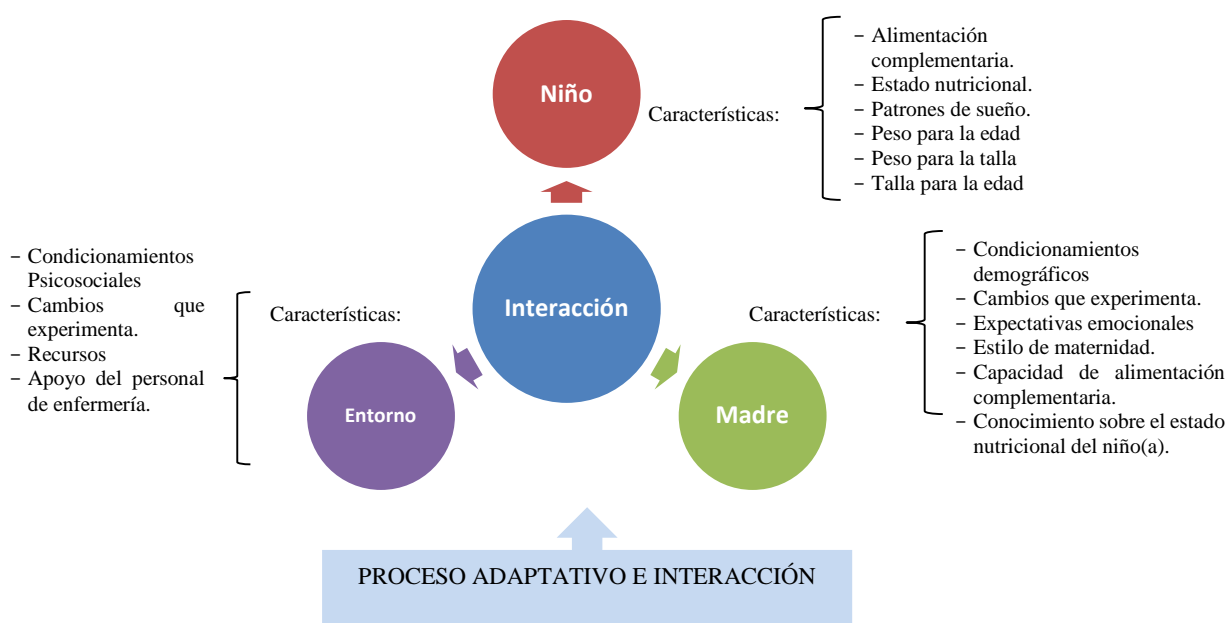 Niño
Características:
– Alimentación
complementaria.
– Estado nutricional.
– Patrones de sueño.
– Peso para la edad
– Peso para la talla
– Talla para la edad
Interacción
– Condicionamientos
Psicosociales
– Cambios que
experimenta.
– Recursos
– Apoyo del personal
de enfermería.
Características:
Entorno
Características:
– Condicionamientos
demográficos
– Cambios que experimenta.
– Expectativas emocionales
– Estilo de maternidad.
– Capacidad de alimentación
complementaria.
– Conocimiento sobre el estado
nutricional del niño(a).
Madre
PROCESO ADAPTATIVO E INTERACCIÓN